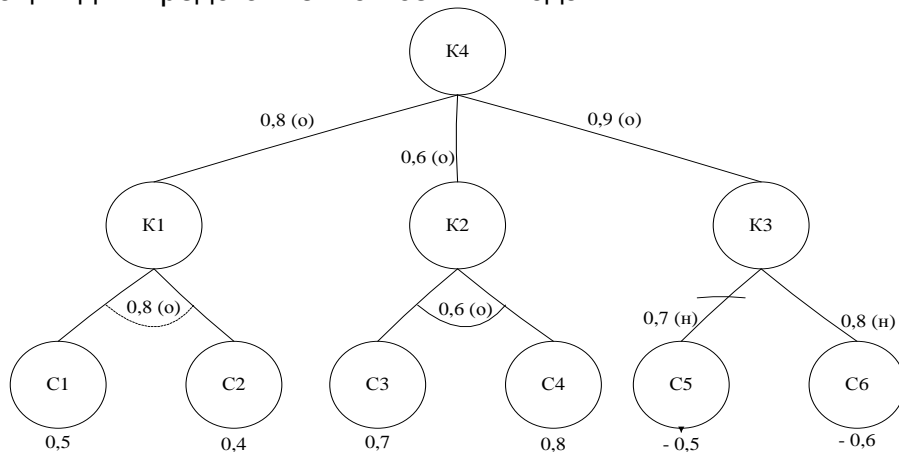 К4
0,8 (о)
0,9 (о)
0,6 (о)
К1
К2
К3
0,8 (о)
0,6 (о)
0,7 (н)
0,8 (н)
С1
С2
С3
С4
С5
С6
0,5
0,4
0,7
0,8
- 0,5
- 0,6